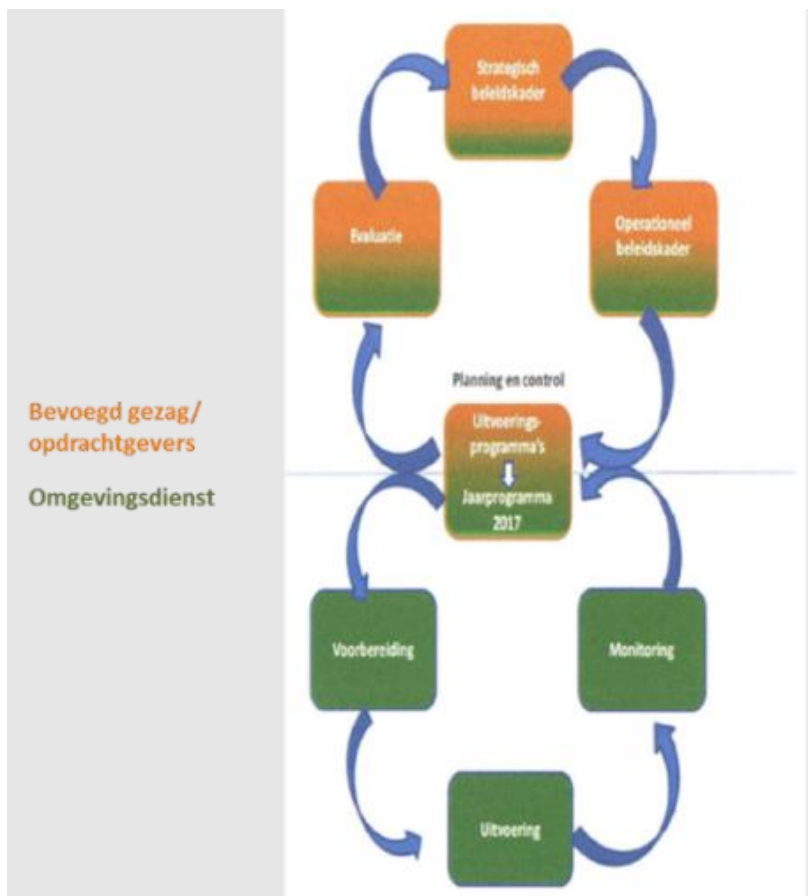 Strategisch
beleidskader
Evaluatie
Operationeel
beleidskader
Planning en control
Bevoegd gezag/
opdrachtgevers
Omgevingsdienst
Uitvoerings-
programma's
Jaarprogramma
2017
Voorbereiding
Monitoring
Uitvoering